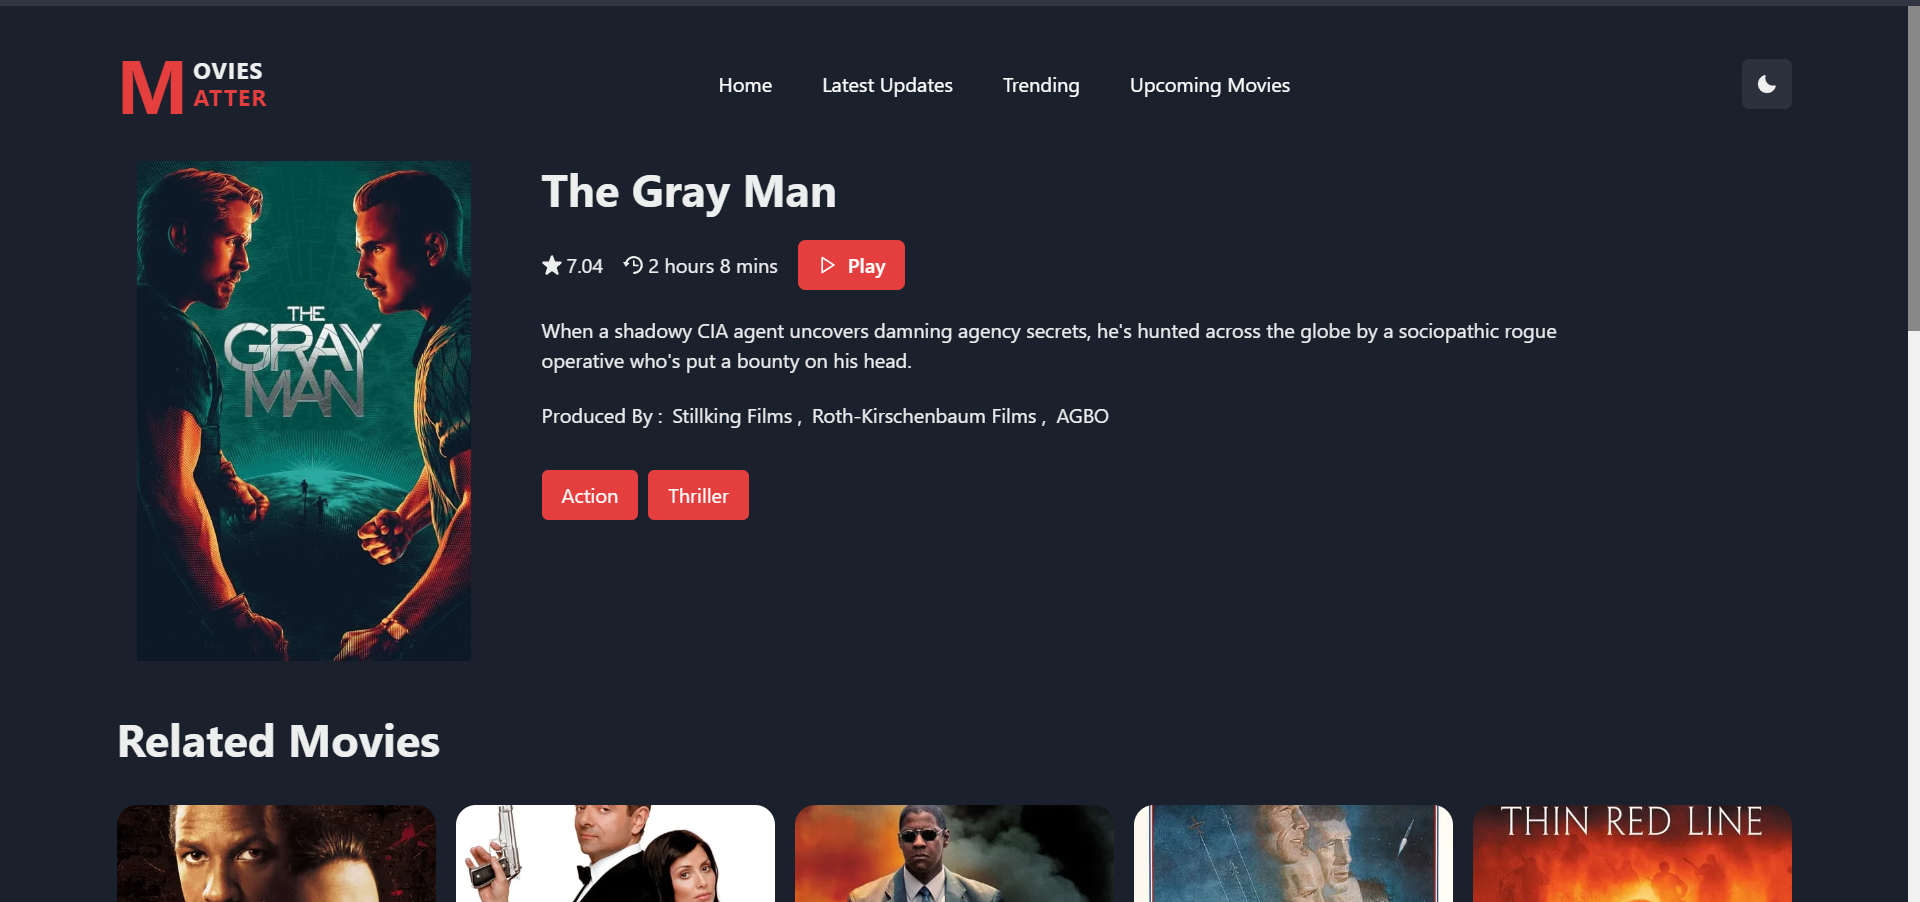 MOVIES
MATTER
Home
Latest Updates
Trending
Upcoming Movies
THE
GRAY
MAN
The Gray Man
7.04
2 hours 8 mins
Play
When a shadowy CIA agent uncovers damning agency secrets, he's hunted across the globe by a sociopathic rogue
operative who's put a bounty on his head.
Produced By : Stillking Films , Roth-Kirschenbaum Films , AGBO
Action
Thriller
Related Movies
THIN RED LINE